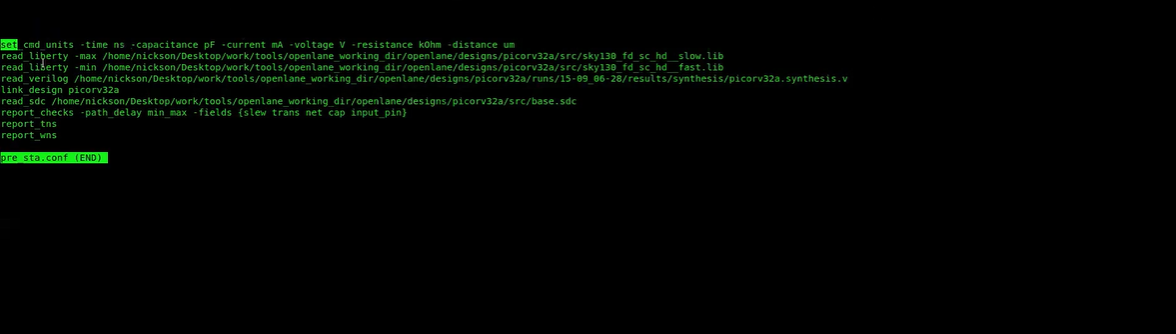 set_cmd_units -time ns -capacitance pF -current mA -voltage V -resistance kOhm -distance um
read_liberty -max /home/nickson/Desktop/work/tools/openlane_working_dir/openlane/designs/picorv32a/src/sky130_fd_sc_hd__slow.lib
read_liberty -min /home/nickson/Desktop/work/tools/openlane_working_dir/openlane/designs/picorv32a/src/sky130_fd_sc_hd__fast.lib
read_verilog /home/nickson/Desktop/work/tools/openlane_working_dir/openlane/designs/picorv32a/runs/15-09_06-28/results/synthesis/picorv32a.synthesis.v
link_design picorv32a
read_sdc /home/nickson/Desktop/work/tools/openlane_working_dir/openlane/designs/picorv32a/src/base.sdc
report_checks -path_delay min_max -fields {slew trans net cap input_pin}
report_tns
report_wns
pre_sta.conf (END)